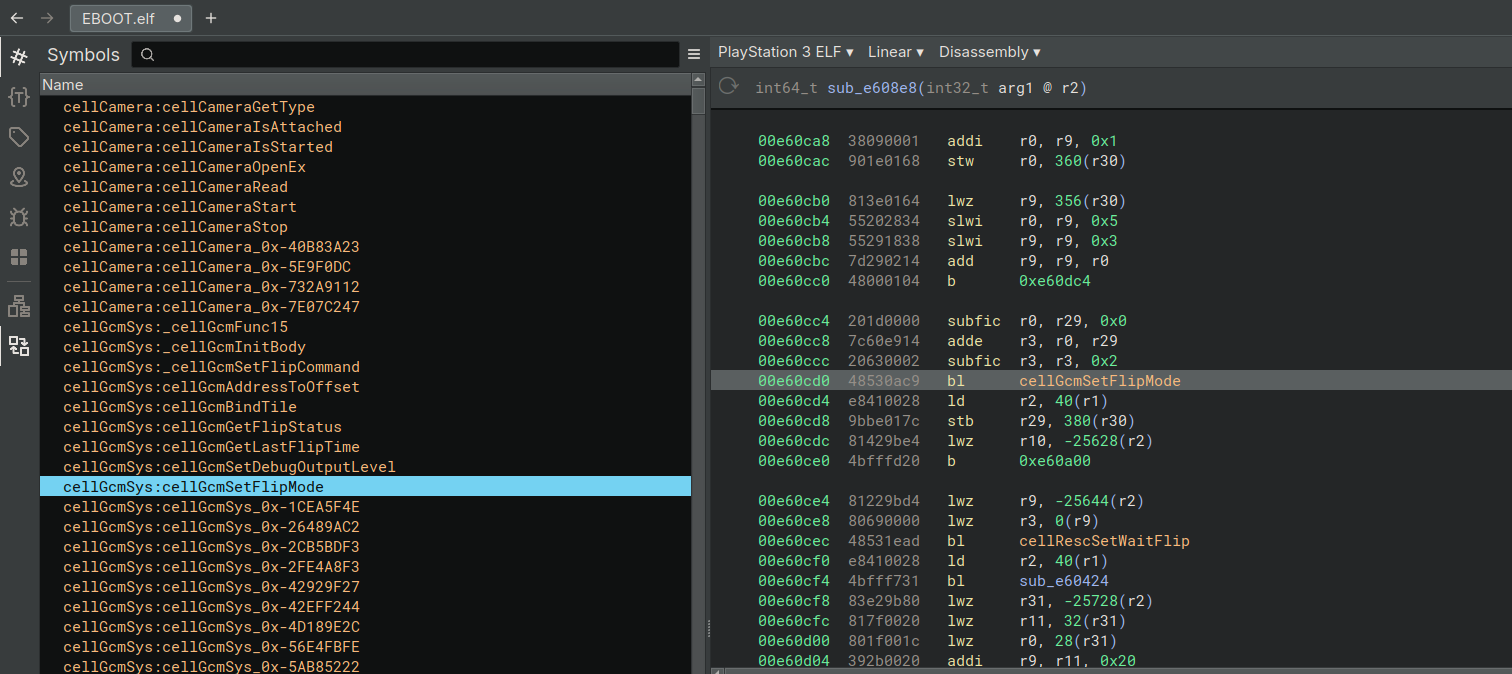 EBOOT.elf
Symbols
Name
cellCamera:cellCameraGetType
cellCamera:cellCameraIsAttached
cellCamera:cellCameraIsStarted
cellCamera:cellCameraOpenEx
cellCamera:cellCameraRead
cellCamera:cellCameraStart
cellCamera:cellCameraStop
cellCamera:cellCamera_0x-40B83A23
cellCamera:cellCamera_0x-5E9F0DC
cellCamera:cellCamera_0x-732A9112
cellCamera:cellCamera_0x-7E07C247
cellGcmSys:_cellGcmFunc15
cellGcmSys:_cellGcmInitBody
cellGcmSys:_cellGcmSetFlipCommand
cellGcmSys:cellGcmAddressToOffset
cellGcmSys:cellGcmBindTile
cellGcmSys:cellGcmGetFlipStatus
cellGcmSys:cellGcmGetLastFlipTime
cellGcmSys:cellGcmSetDebugOutputLevel
cellGcmSys:cellGcmSetFlipMode
cellGcmSys:cellGcmSys_0x-1CEA5F4E
cellGcmSys:cellGcmSys_0x-26489AC2
cellGcmSys:cellGcmSys_0x-2CB5BDF3
cellGcmSys:cellGcmSys_0x-2FE4A8F3
cellGcmSys:cellGcmSys_0x-42929F27
cellGcmSys:cellGcmSys_0x-42EFF244
cellGcmSys:cellGcmSys_0x-4D189E2C
cellGcmSys:cellGcmSys_0x-56E4FBFE
cellGcmSys:cellGcmSys_0x-5AB85222
PlayStation 3 ELF ▾ Linear ▾ Disassembly ▾
int64_t sub_e608e8(int32_t arg1 @ r2)
00e60ca8 38090001 addi r0, r9, 0x1
00e60cac 901e0168 stw r0, 360(r30)
00e60cb0 813e0164 lwz r9, 356(r30)
00e60cb4 55202834 slwi r0, r9, 0x5
00e60cb8 55291838 slwi r9, r9, 0x3
00e60cbc 7d290214 add r9, r9, r0
00e60cc0 48000104 b 0xe60dc4
00e60cc4 201d0000 subfic r0, r29, 0x0
00e60cc8 7c60e914 adde r3, r0, r29
00e60ccc 20630002 subfic r3, r3, 0x2
00e60cd0 48530ac9 bl cellGcmSetFlipMode
00e60cd4 e8410028 ld r2, 40(r1)
00e60cd8 9bbe017c stb r29, 380(r30)
00e60cdc 81429be4 lwz r10, -25628(r2)
00e60ce0 4bfffd20 b 0xe60a00
00e60ce4 81229bd4 lwz r9, -25644(r2)
00e60ce8 80690000 lwz r3, 0(r9)
00e60cec 48531ead bl cellRescSetWaitFlip
00e60cf0 e8410028 ld r2, 40(r1)
00e60cf4 4bfff731 bl sub_e60424
00e60cf8 83e29b80 lwz r31, -25728(r2)
00e60cfc 817f0020 lwz r11, 32(r31)
00e60d00 801f001c lwz r0, 28(r31)
00e60d04 392b0020 addi r9, r11, 0x20